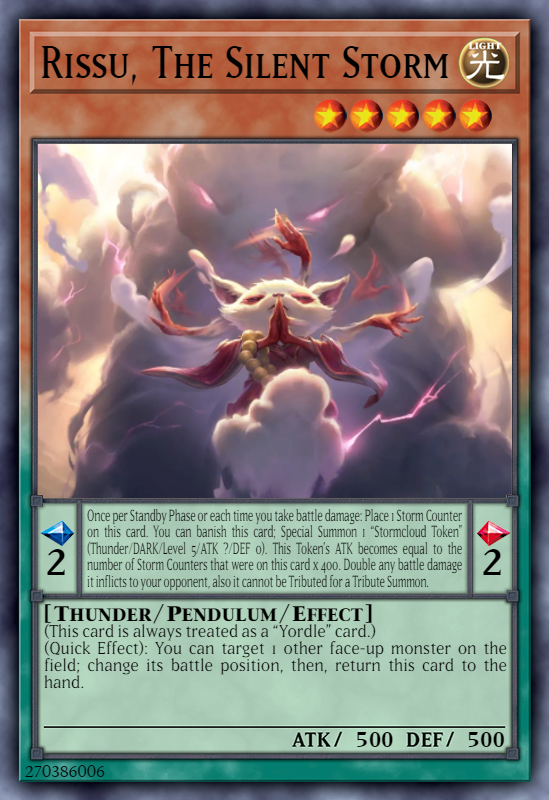 Rissu, The Silent Storm
LIGHT
光
Once per Standby Phase or each time you take battle damage: Place 1 Storm Counter
on this card. You can banish this card; Special Summon 1 “Stormcloud Token”
(Thunder/DARK/Level 5/ATK ?/DEF 0). This Token's ATK becomes equal to the
number of Storm Counters that were on this card x 400. Double any battle damage
it inflicts to your opponent, also it cannot be Tributed for a Tribute Summon.
2
2
[Thunder/Pendulum/Effect]
(This card is always treated as a “Yordle” card.)
(Quick Effect): You can target 1 other face-up monster on the
field; change its battle position, then, return this card to the
hand.
ATK/ 500 DEF/ 500
270386006